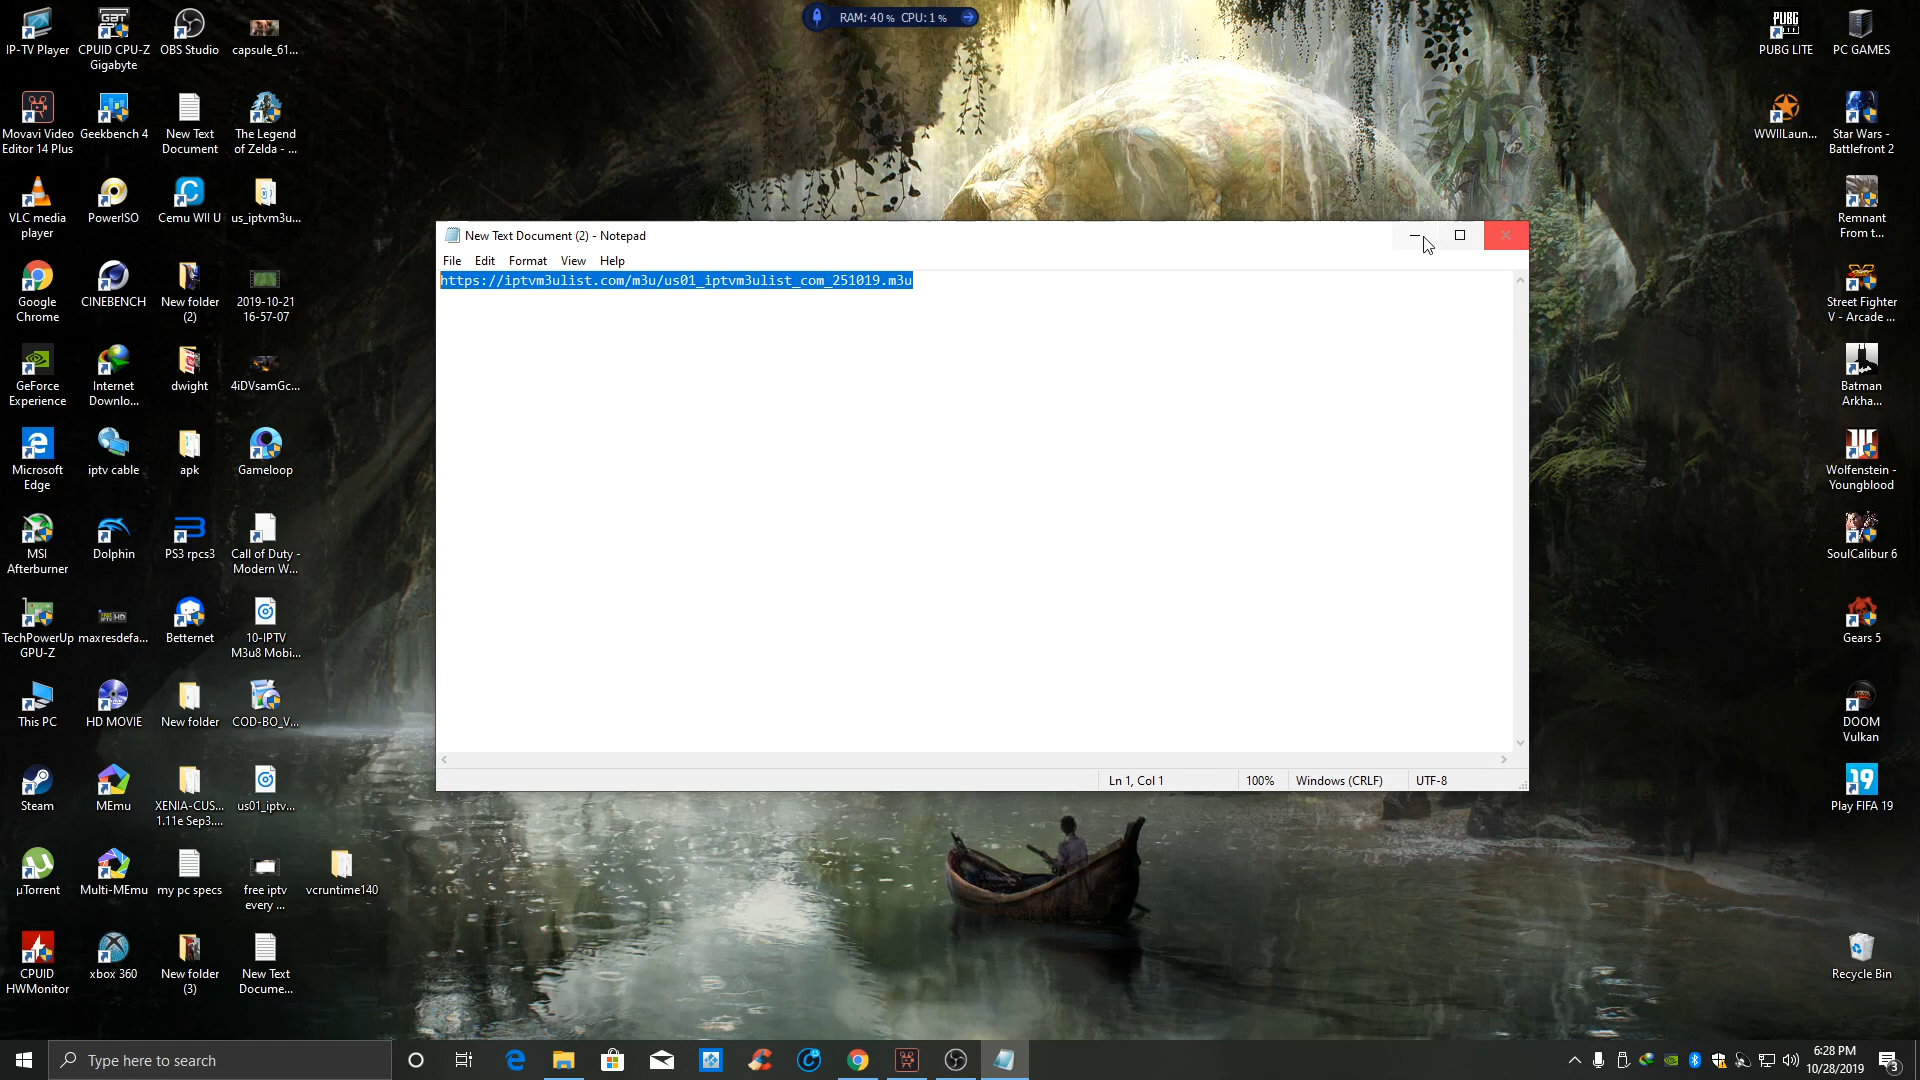 RAM: 40 % CPU: 1 %
IP-TV Player
CPUID CPU-Z
Gigabyte
OBS Studio
capsule_61...
Movavi Video
Editor 14 Plus
Geekbench 4
New Text
Document
The Legend
of Zelda - ...
VLC media
player
PowerISO
Cemu WII U
us_iptvm3u...
Google
Chrome
CINEBENCH
New folder
(2)
2019-10-21
16-57-07
GeForce
Experience
Internet
Downlo...
dwight
4iDVsamGc...
Microsoft
Edge
iptv cable
apk
Gameloop
MSI
Afterburner
Dolphin
PS3 rpcs3
Call of Duty -
Modern W...
TechPowerUp
GPU-Z
maxresdefa...
Betternet
10-IPTV
M3u8 Mobi...
This PC
HD MOVIE
New folder
COD-BO_V...
Steam
MEmu
XENIA-CUS...
1.11e Sep3....
us01_iptv...
µTorrent
Multi-MEmu
my pc specs
free iptv
every ...
vcruntime140
CPUID
HWMonitor
xbox 360
New folder
(3)
New Text
Docume...
New Text Document (2) - Notepad
File Edit Format View Help
https://iptvm3ulist.com/m3u/us01_iptvm3ulist_com_251019.m3u
Ln 1, Col 1
100%
Windows (CRLF)
UTF-8
PUBG LITE
PC GAMES
WWIILaun...
Star Wars -
Battlefront 2
Remnant
From t...
Street Fighter
V - Arcade ...
Batman
Arkha...
Wolfenstein -
Youngblood
SoulCalibur 6
Gears 5
DOOM
Vulkan
19
Play FIFA 19
Recycle Bin
Type here to search
6:28 PM
10/28/2019
3